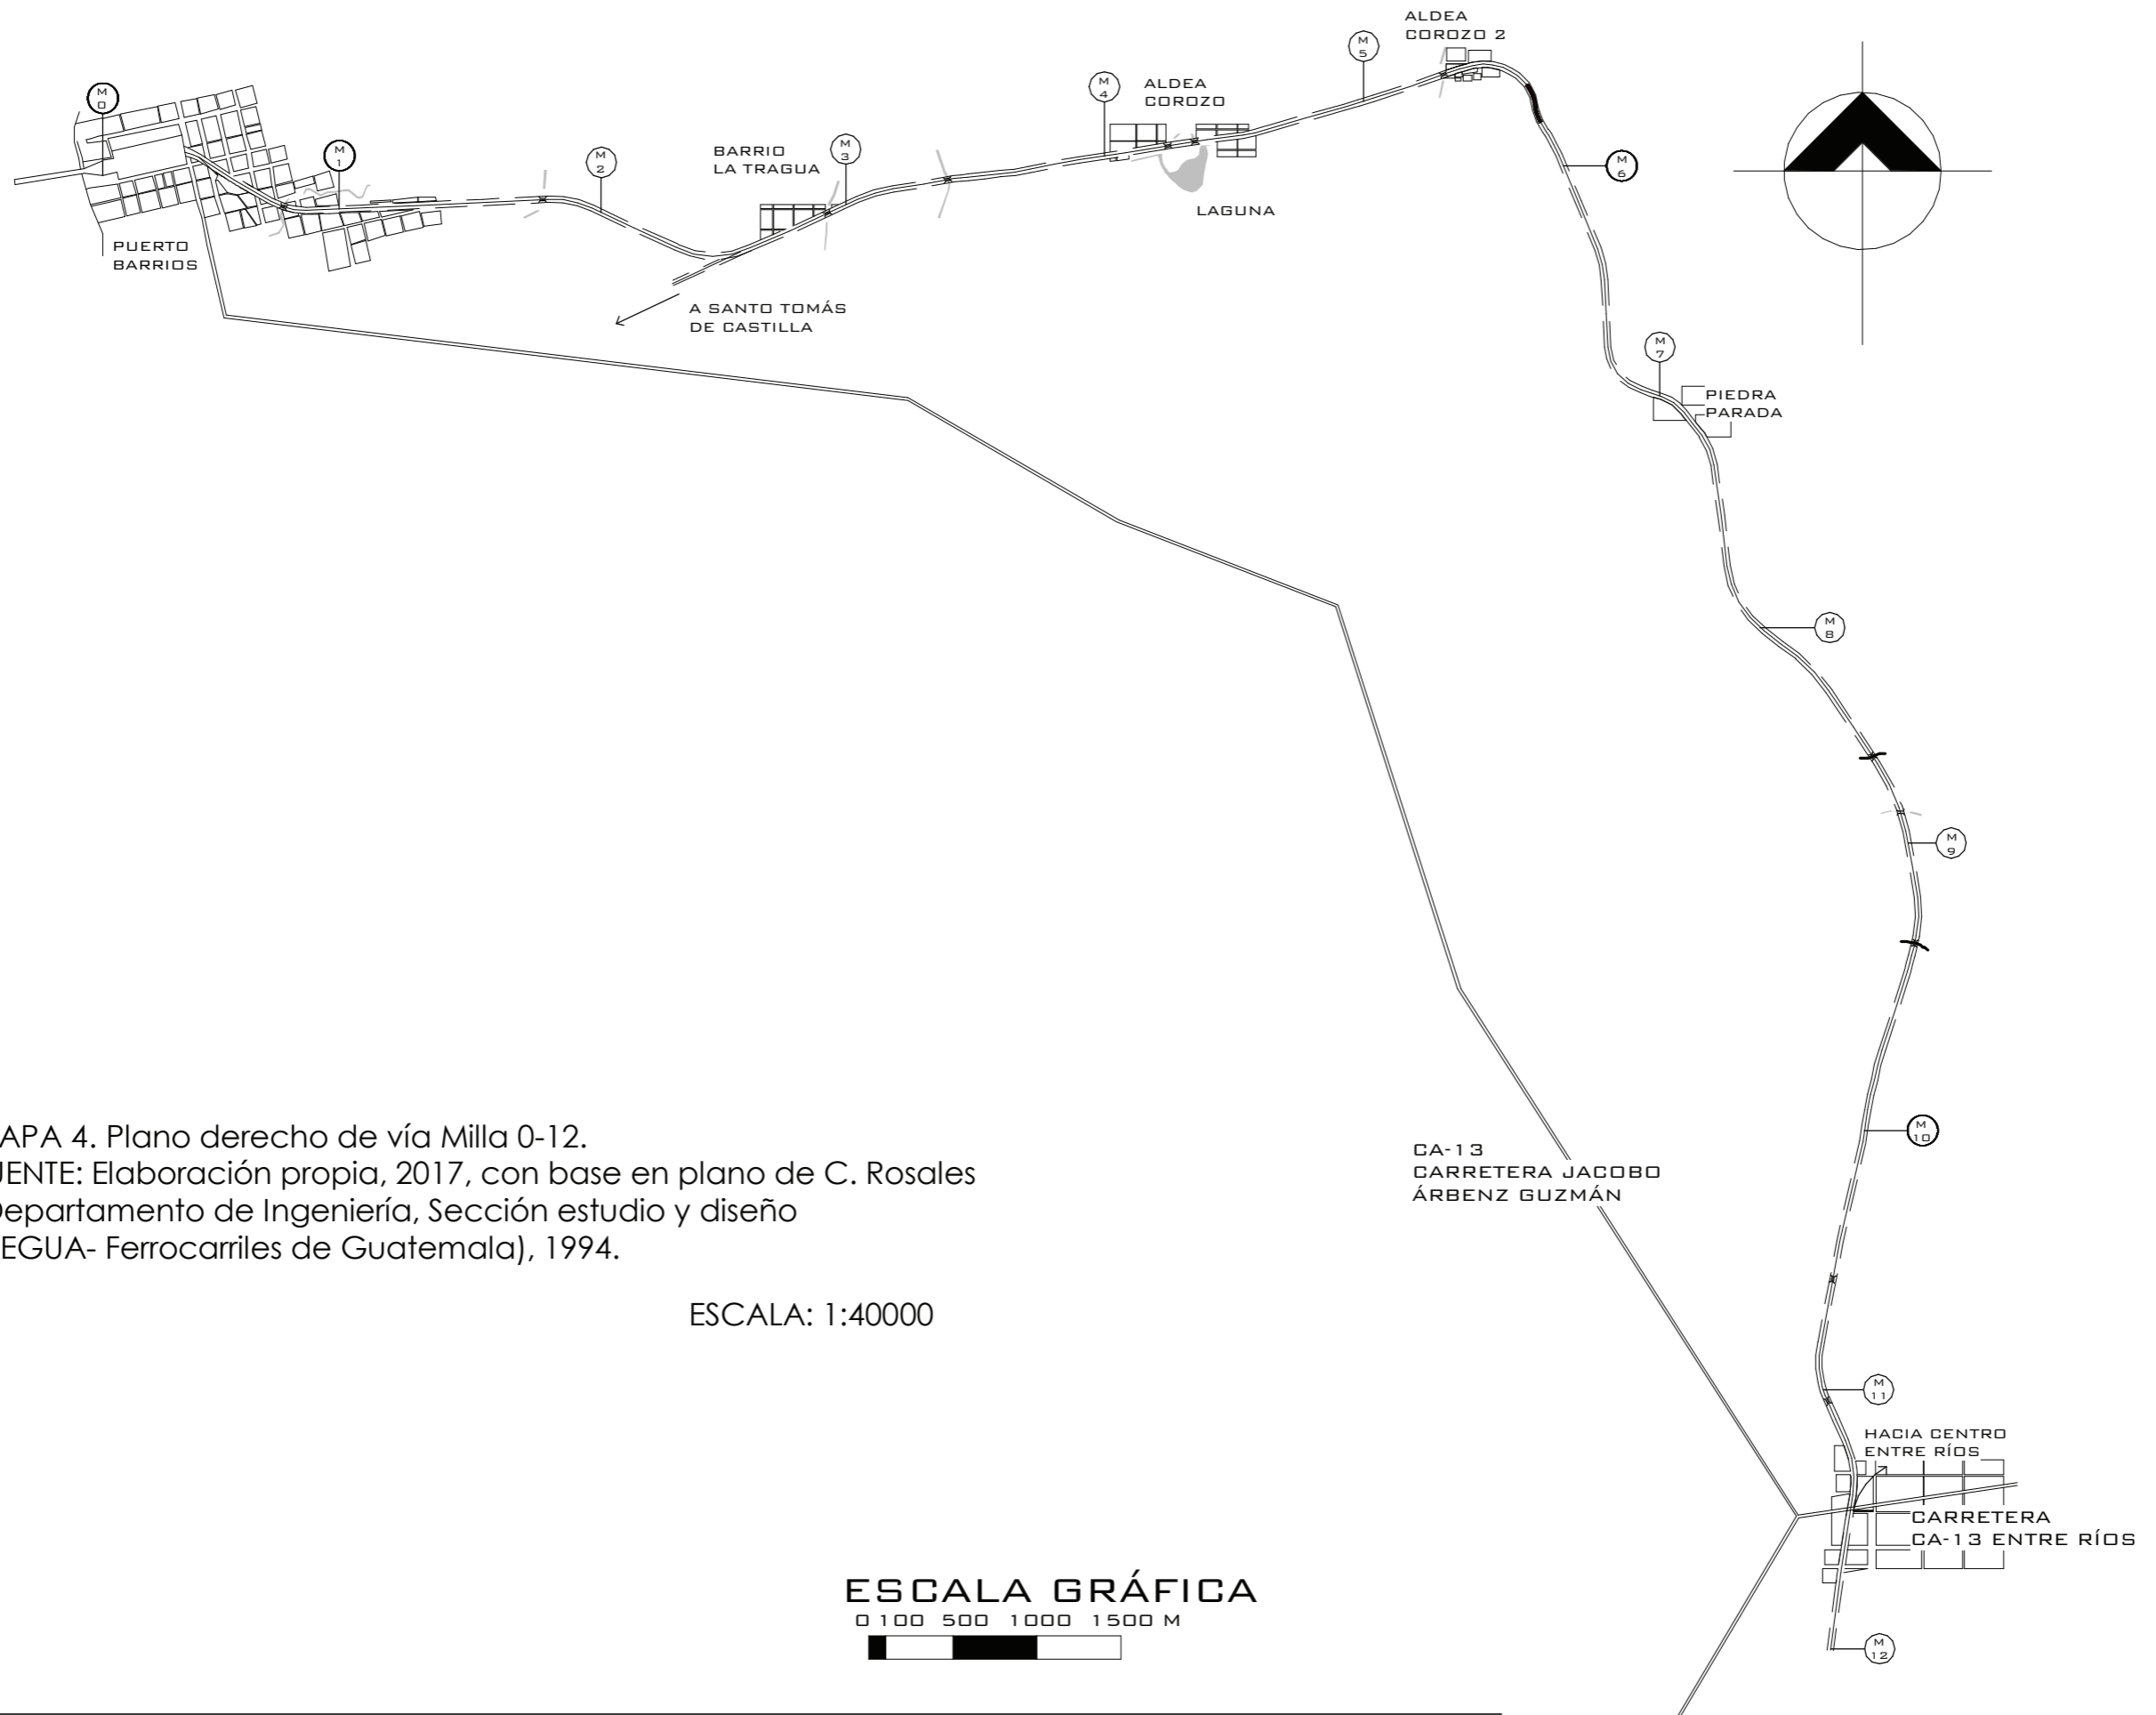 ALDEA
COROZO 2
M
5
M
0
M
4
ALDEA
COROZO
M
1
M
2
BARRIO
LA TRAGUA
M
3
M
6
LAGUNA
PUERTO
BARRIOS
A SANTO TOMÁS
DE CASTILLA
M
7
PIEDRA
PARADA
M
8
M
9
M
10
APA 4. Plano derecho de vía Milla 0-12.
ENTE: Elaboración propia, 2017, con base en plano de C. Rosales
Departamento de Ingeniería, Sección estudio y diseño
EGUA- Ferrocarriles de Guatemala), 1994.
CA-13
CARRETERA JACOBO
ÁRBENZ GUZMÁN
ESCALA: 1:40000
M
11
HACIA CENTRO
ENTRE RÍOS
CARRETERA
CA-13 ENTRE RÍOS
ESCALA GRÁFICA
0 100 500 1000 1500 M
M
12